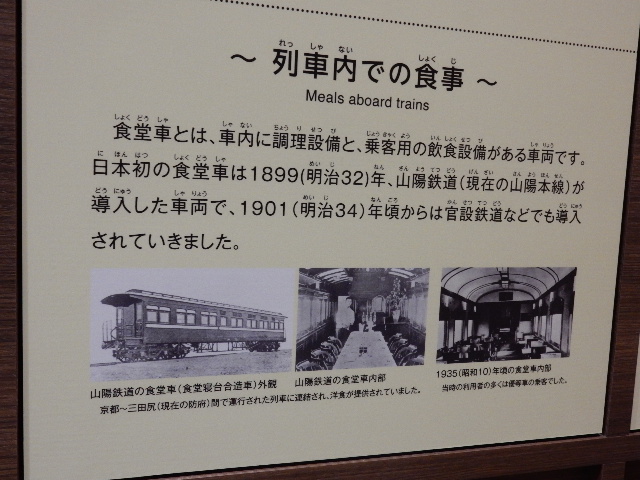 ～ 列車内での食事 ～
Meals aboard trains
食堂車とは、車内に調理設備と、乗客用の飲食設備がある車両です。
日本初の食堂車は1899(明治32)年、山陽鉄道(現在の山陽本線)が
導入した車両で、1901(明治34)年頃からは官設鉄道などでも導入
されていきました。
山陽鉄道の食堂車(食堂寝台合造車)外観
京都～三田尻(現在の防府)間で運行された列車に連結され、洋食が提供されていました。
山陽鉄道の食堂車内部
1935(昭和10)年頃の食堂車内部
当時の利用者の多くは優等車の乗客でした。